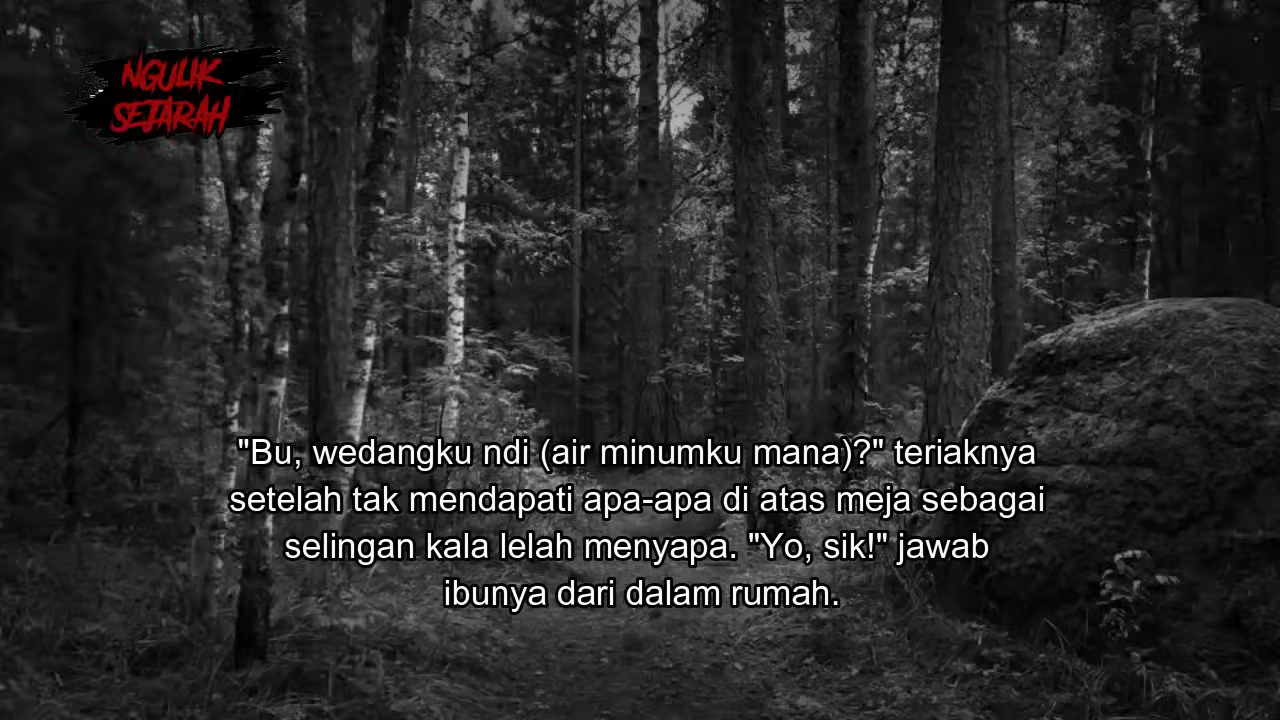 NGULIK
SEJARAH
"Bu, wedangku ndi (air minumku mana)?" teriaknya
setelah tak mendapati apa-apa di atas meja sebagai
selingan kala lelah menyapa. "Yo, sik!" jawab
ibunya dari dalam rumah.